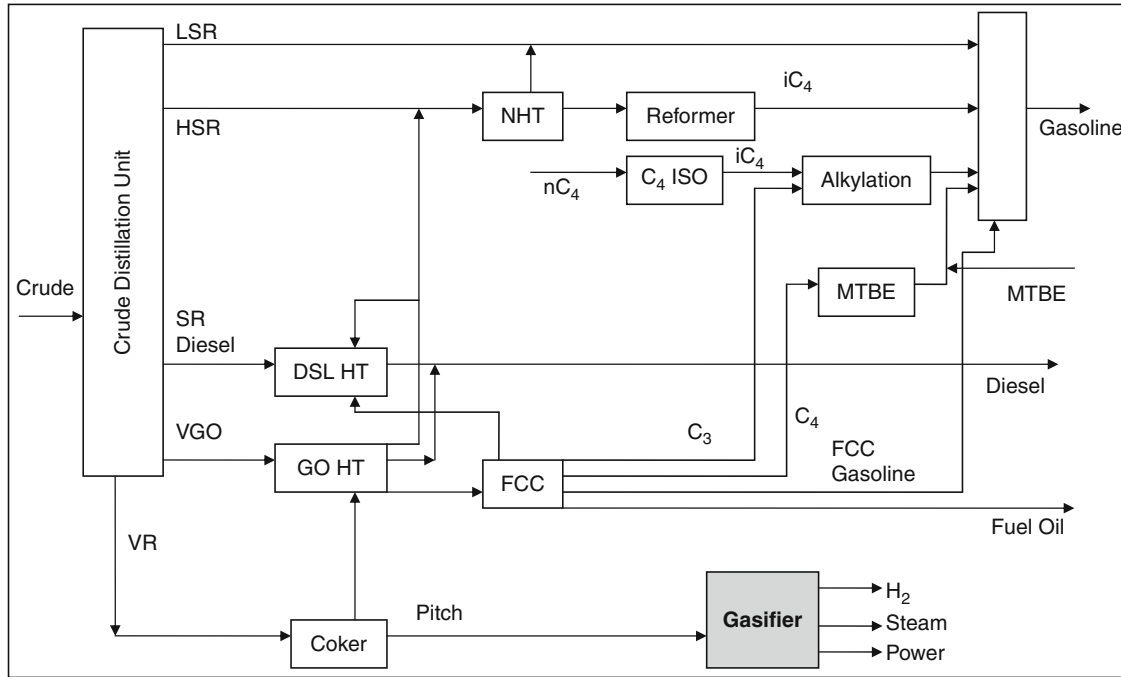 LSR
iC4
HSR
NHT
Reformer
Gasoline
iC4
nC4
C4 ISO
Alkylation
Crude Distillation Unit
Crude
MTBE
MTBE
SR
Diesel
DSL HT
Diesel
C4
VGO
C3
FCC
Gasoline
GO HT
FCC
Fuel Oil
VR
Pitch
H2
Coker
Gasifier
Steam
Power